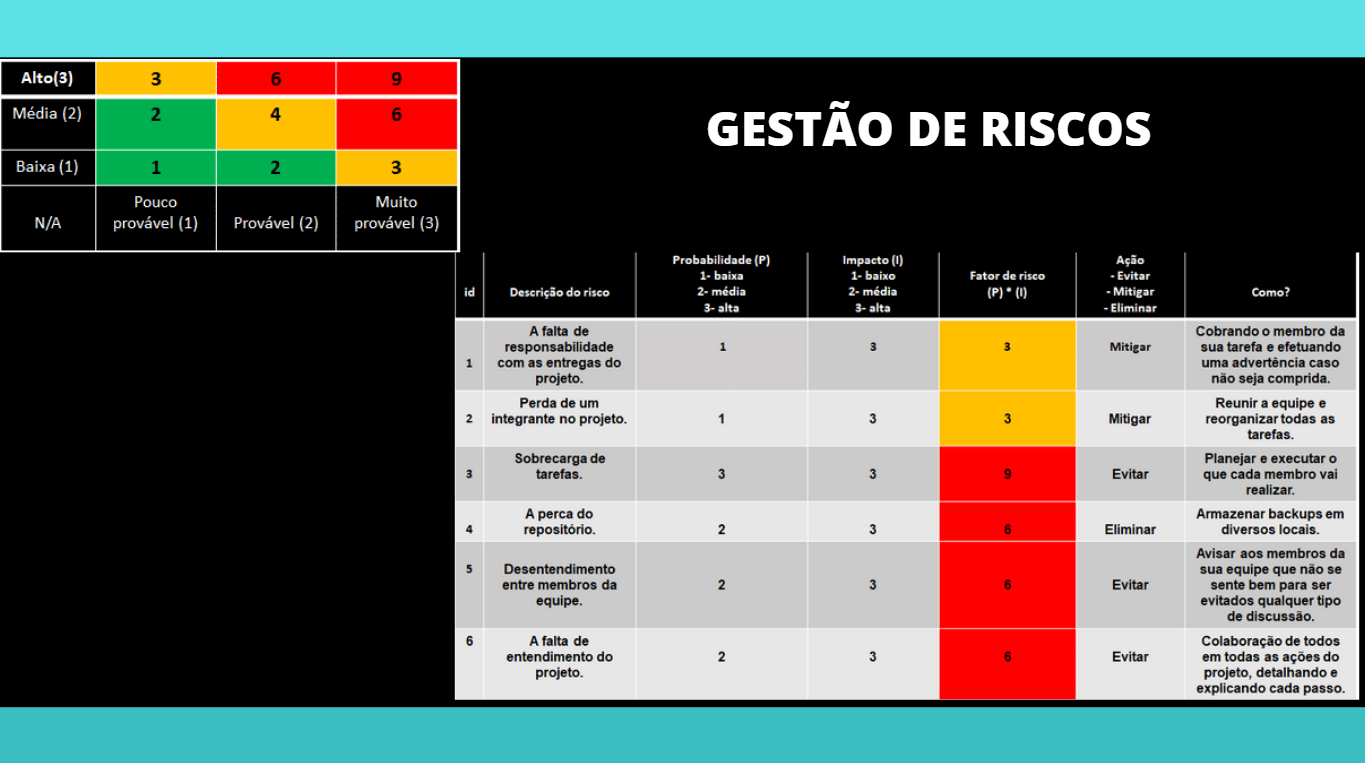 Alto(3) 3 6 9
Média (2) 2 4 6
Baixa (1) 1 2 3
N/A Pouco provável (1) Provável (2) Muito provável (3)
GESTÃO DE RISCOS
id
Descrição do risco
Probabilidade (P)
1- baixa
2- média
3- alta
Impacto (I)
1- baixo
2- média
3- alta
Fator de risco
(P) * (I)
Ação
- Evitar
- Mitigar
- Eliminar
Como?
1
A falta de
responsabilidade
com as entregas do
projeto.
1
3
3
Mitigar
Cobrando o membro da
sua tarefa e efetuando
uma advertência caso
não seja comprida.
2
Perda de um
integrante no projeto.
1
3
3
Mitigar
Reunir a equipe e
reorganizar todas as
tarefas.
3
Sobrecarga de
tarefas.
3
3
9
Evitar
Planejar e executar o
que cada membro vai
realizar.
4
A perca do
repositório.
2
3
6
Eliminar
Armazenar backups em
diversos locais.
5
Desentendimento
entre membros da
equipe.
2
3
6
Evitar
Avisar aos membros da
sua equipe que não se
sente bem para ser
evitados qualquer tipo
de discussão.
6
A falta de
entendimento do
projeto.
2
3
6
Evitar
Colaboração de todos
em todas as ações do
projeto, detalhando e
explicando cada passo.